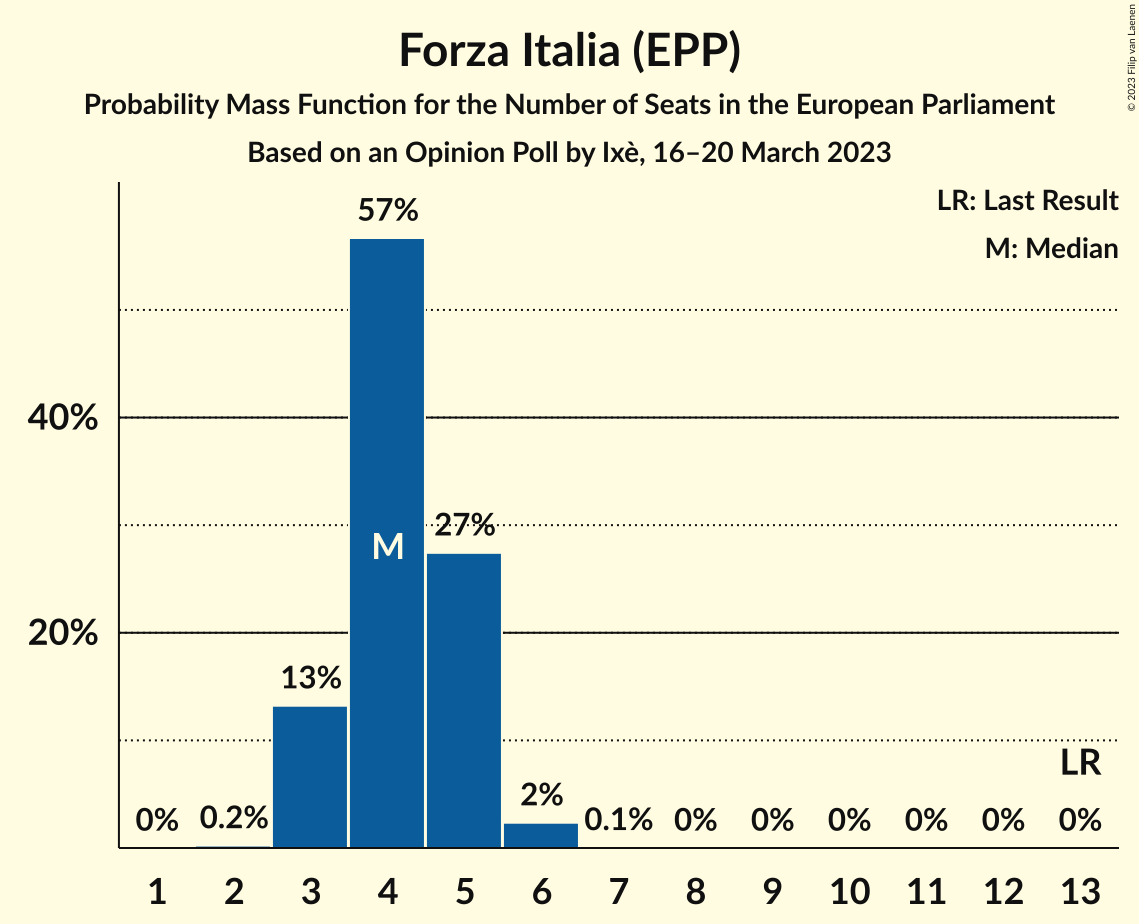 Forza Italia (EPP)
Probability Mass Function for the Number of Seats in the European Parliament
Based on an Opinion Poll by Ixè, 16–20 March 2023
© 2023 Filip van Laenen
LR: Last Result
M: Median
57%
40%
27%
M
20%
13%
LR
0% 0.2% 2% 0.1% 0% 0% 0% 0% 0% 0%
1 2 3 4 5 6 7 8 9 10 11 12 13